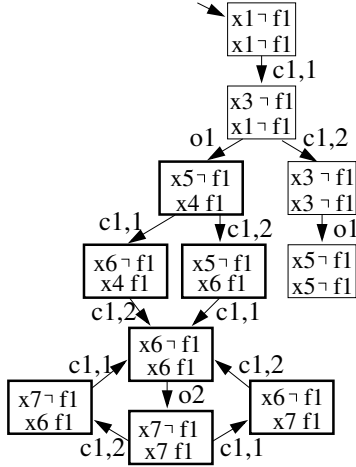 x1 ¬ f1
x1 ¬ f1
c1,1
x3 ¬ f1
x1 ¬ f1
o1 c1,2
x5 ¬ f1
x4 f1
x3 ¬ f1
x3 ¬ f1
c1,1 c1,2 o1
x6 ¬ f1
x4 f1
x5 ¬ f1
x6 f1
x5 ¬ f1
x5 ¬ f1
c1,2 c1,1
x6 ¬ f1
x6 f1
c1,1 c1,2
o2
x7 ¬ f1
x6 f1
x6 ¬ f1
x7 f1
x7 ¬ f1
x7 f1
c1,2 c1,1